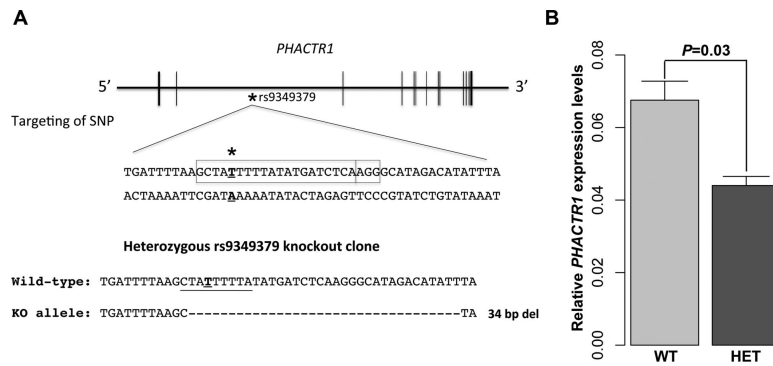 A
PHACTR1
5’ 3’
*rs9349379
Targeting of SNP
*
TGATTTTAAGCTATTTTTATATGATCTCAAGGGCATAGACATATTTA
ACTAAAATTCGATAAAAATATACTAGAGTTCCCGTATCTGTATAAAT
Heterozygous rs9349379 knockout clone
Wild-type: TGATTTTAAGCTATTTTTATATGATCTCAAGGGCATAGACATATTTA
KO allele: TGATTTTAAGC----------------------------------TA 34 bp del
B
Relative PHACTR1 expression levels
0.08
0.06
0.04
0.02
0.00
P=0.03
WT
HET